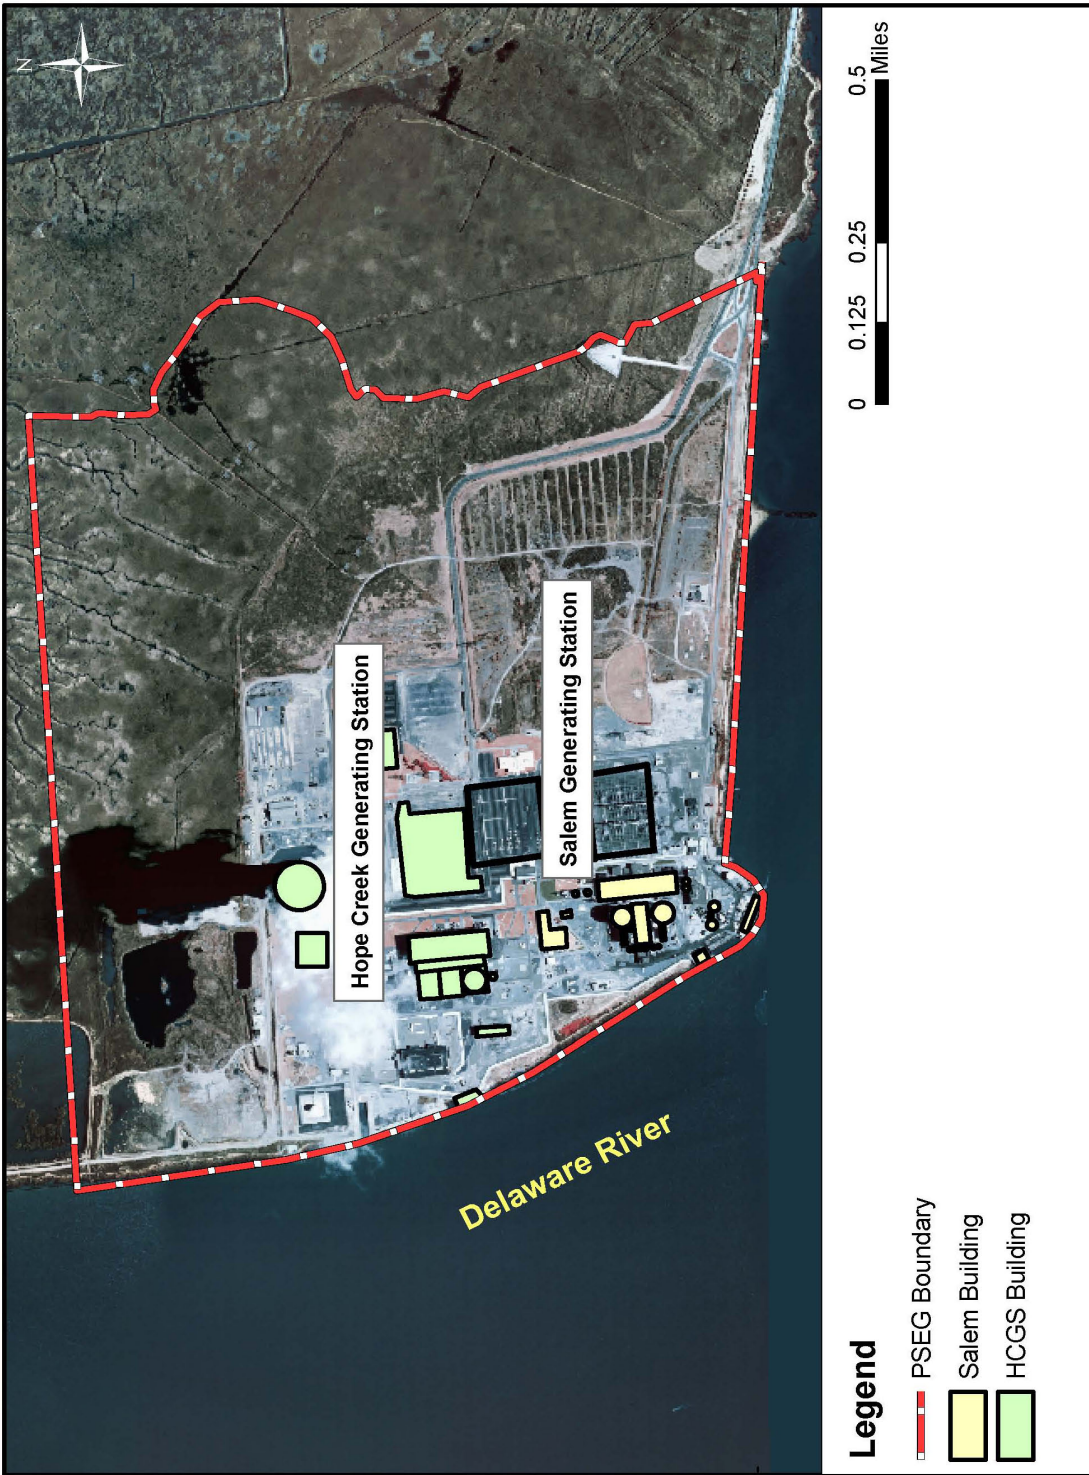 N
Hope Creek Generating Station
Salem Generating Station
Delaware River
Legend
PSEG Boundary
Salem Building
HCGS Building
0 0.125 0.25 0.5
Miles